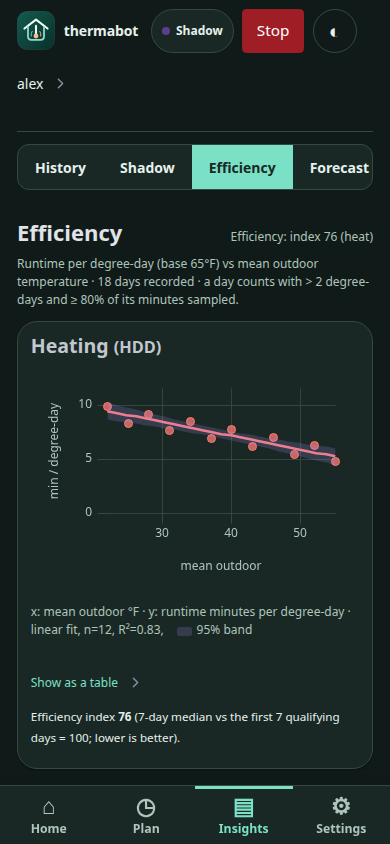 thermabot Shadow Stop
alex
History Shadow Efficiency Forecast
Efficiency Efficiency: index 76 (heat)
Runtime per degree-day (base 65°F) vs mean outdoor
temperature · 18 days recorded · a day counts with > 2 degree-
days and ≥ 80% of its minutes sampled.
Heating (HDD)
min / degree-day
10
5
0
30 40 50
mean outdoor
x: mean outdoor °F · y: runtime minutes per degree-day ·
linear fit, n=12, R²=0.83, 95% band
Show as a table
Efficiency index 76 (7-day median vs the first 7 qualifying
days = 100; lower is better).
Home Plan Insights Settings